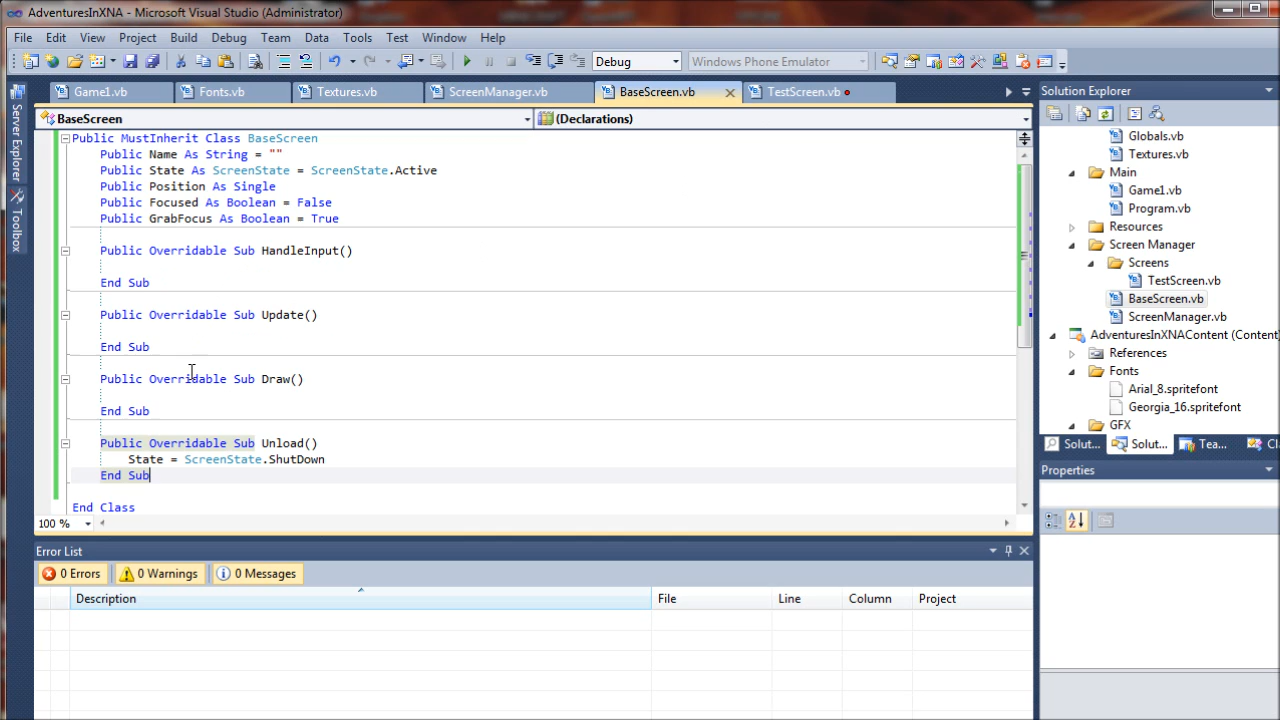 AdventuresInXNA - Microsoft Visual Studio (Administrator)
File Edit View Project Build Debug Team Data Tools Test Window Help
Debug Windows Phone Emulator
Game1.vb Fonts.vb Textures.vb ScreenManager.vb BaseScreen.vb TestScreen.vb
Server Explorer
Toolbox
BaseScreen (Declarations)
Public MustInherit Class BaseScreen
Public Name As String = ""
Public State As ScreenState = ScreenState.Active
Public Position As Single
Public Focused As Boolean = False
Public GrabFocus As Boolean = True
Public Overridable Sub HandleInput()
End Sub
Public Overridable Sub Update()
End Sub
Public Overridable Sub Draw()
End Sub
Public Overridable Sub Unload()
State = ScreenState.ShutDown
End Sub
End Class
100 %
Error List
0 Errors 0 Warnings 0 Messages
Description File Line Column Project
Solution Explorer
Globals.vb
Textures.vb
Main
Game1.vb
Program.vb
Resources
Screen Manager
Screens
TestScreen.vb
BaseScreen.vb
ScreenManager.vb
AdventuresInXNAContent (Content)
References
Fonts
Arial_8.spritefont
Georgia_16.spritefont
GFX
Solut... Solut... Tea... Cl
Properties